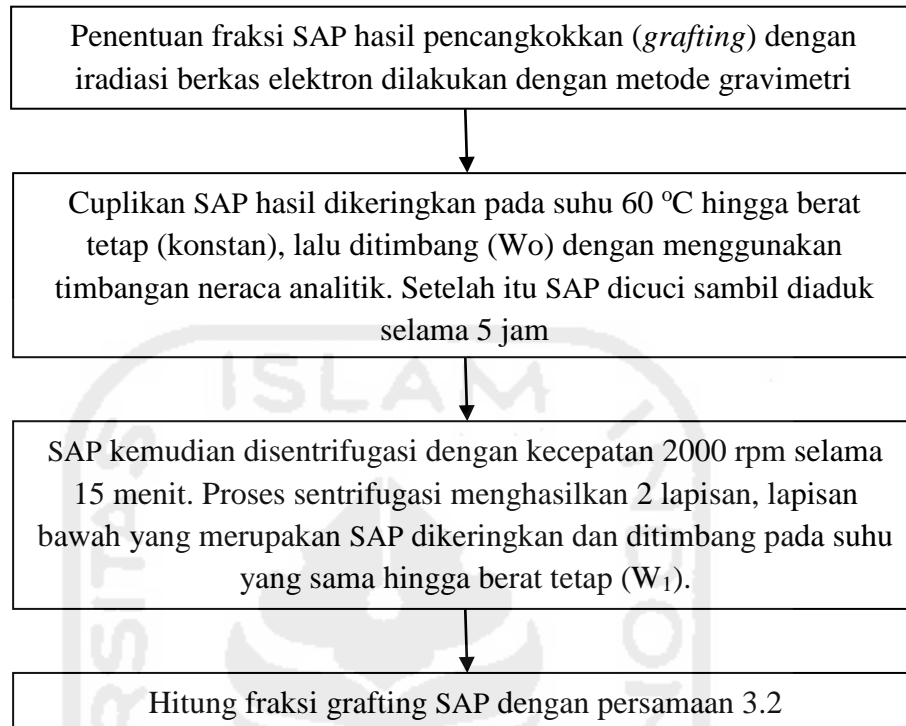 Penentuan fraksi SAP hasil pencangkokkan (grafting) dengan
iradiasi berkas elektron dilakukan dengan metode gravimetri
Cuplikan SAP hasil dikeringkan pada suhu 60 °C hingga berat
tetap (konstan), lalu ditimbang (Wo) dengan menggunakan
timbangan neraca analitik. Setelah itu SAP dicuci sambil diaduk
selama 5 jam
ISLAM
SAP kemudian disentrifugasi dengan kecepatan 2000 rpm selama
15 menit. Proses sentrifugasi menghasilkan 2 lapisan, lapisan
bawah yang merupakan SAP dikeringkan dan ditimbang pada suhu
yang sama hingga berat tetap (W₁).
Hitung fraksi grafting SAP dengan persamaan 3.2